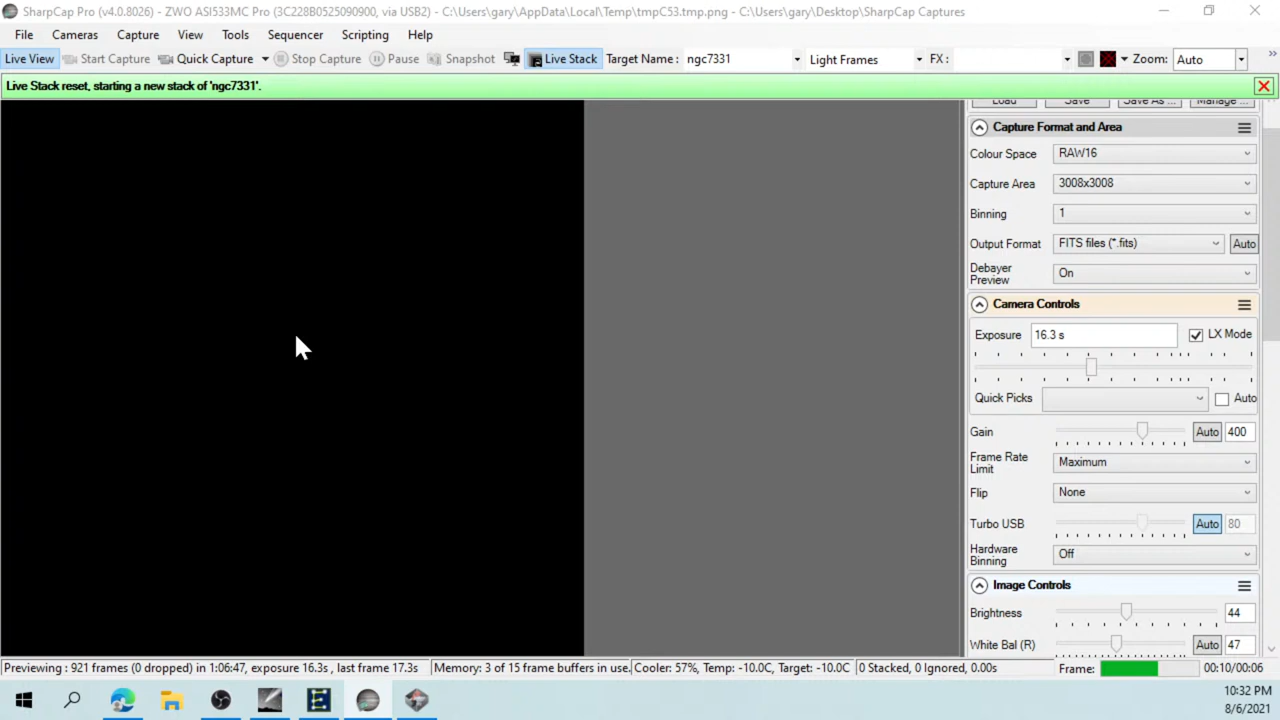 SharpCap Pro (v4.0.8026) - ZWO ASI533MC Pro (3C228B0525090900, via USB2) - C:\Users\gary\AppData\Local\Temp\tmpC53.tmp.png - C:\Users\gary\Desktop\SharpCap Captures
File Cameras Capture View Tools Sequencer Scripting Help
Live View Start Capture Quick Capture Stop Capture Pause Snapshot Live Stack Target Name : ngc7331 Light Frames FX : Zoom: Auto
Live Stack reset, starting a new stack of 'ngc7331'.
Load Save Save As ... Manage ...
Capture Format and Area
Colour Space RAW16
Capture Area 3008x3008
Binning 1
Output Format FITS files (*.fits) Auto
Debayer
Preview On
Camera Controls
Exposure 16.3 s LX Mode
Quick Picks Auto
Gain Auto 400
Frame Rate
Limit Maximum
Flip None
Turbo USB Auto 80
Hardware
Binning Off
Image Controls
Brightness 44
White Bal (R) Auto 47
Previewing : 921 frames (0 dropped) in 1:06:47, exposure 16.3s , last frame 17.3s Memory: 3 of 15 frame buffers in use. Cooler: 57%, Temp: -10.0C, Target: -10.0C 0 Stacked, 0 Ignored, 0.00s Frame: 00:10/00:06
10:32 PM
8/6/2021